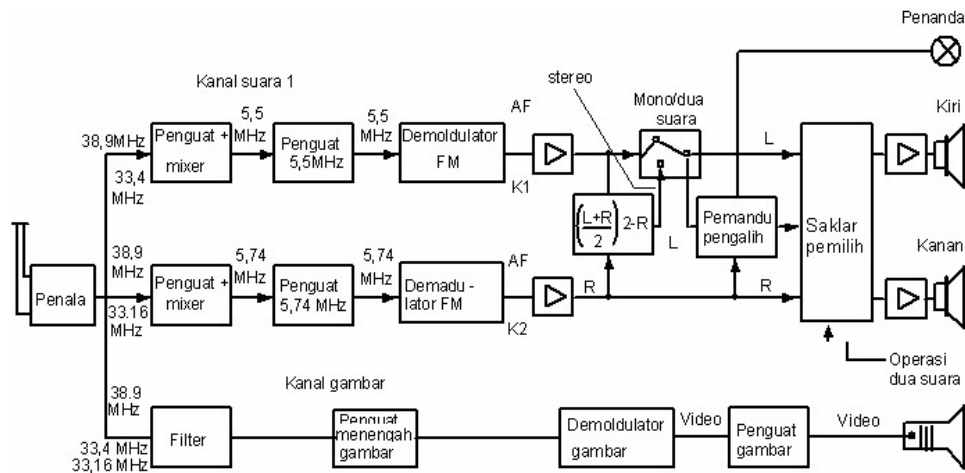 Penanda
Kanal suara 1
stereo
Mono/dua
suara
Kiri
38,9MHz
33,4
MHz
Penguat +
mixer
5,5
MHz
Penguat
5,5MHz
5,5
MHz
Demoldulator
FM
AF
K1
L
(L+R/2) 2-R
L
Pemandu
pengalih
Saklar
pemilih
Kanan
Penala
38,9
MHz
33.16
MHz
Penguat +
mixer
5,74
MHz
Penguat
5,74 MHz
5,74
MHz
Demadu -
lator FM
AF
K2
R
R
Operasi
dua suara
Kanal gambar
38.9
MHz
33,4 MHz
33,16 MHz
Filter
Penguat
menengah
gambar
Demoldulator
gambar
Video
Penguat
gambar
Video